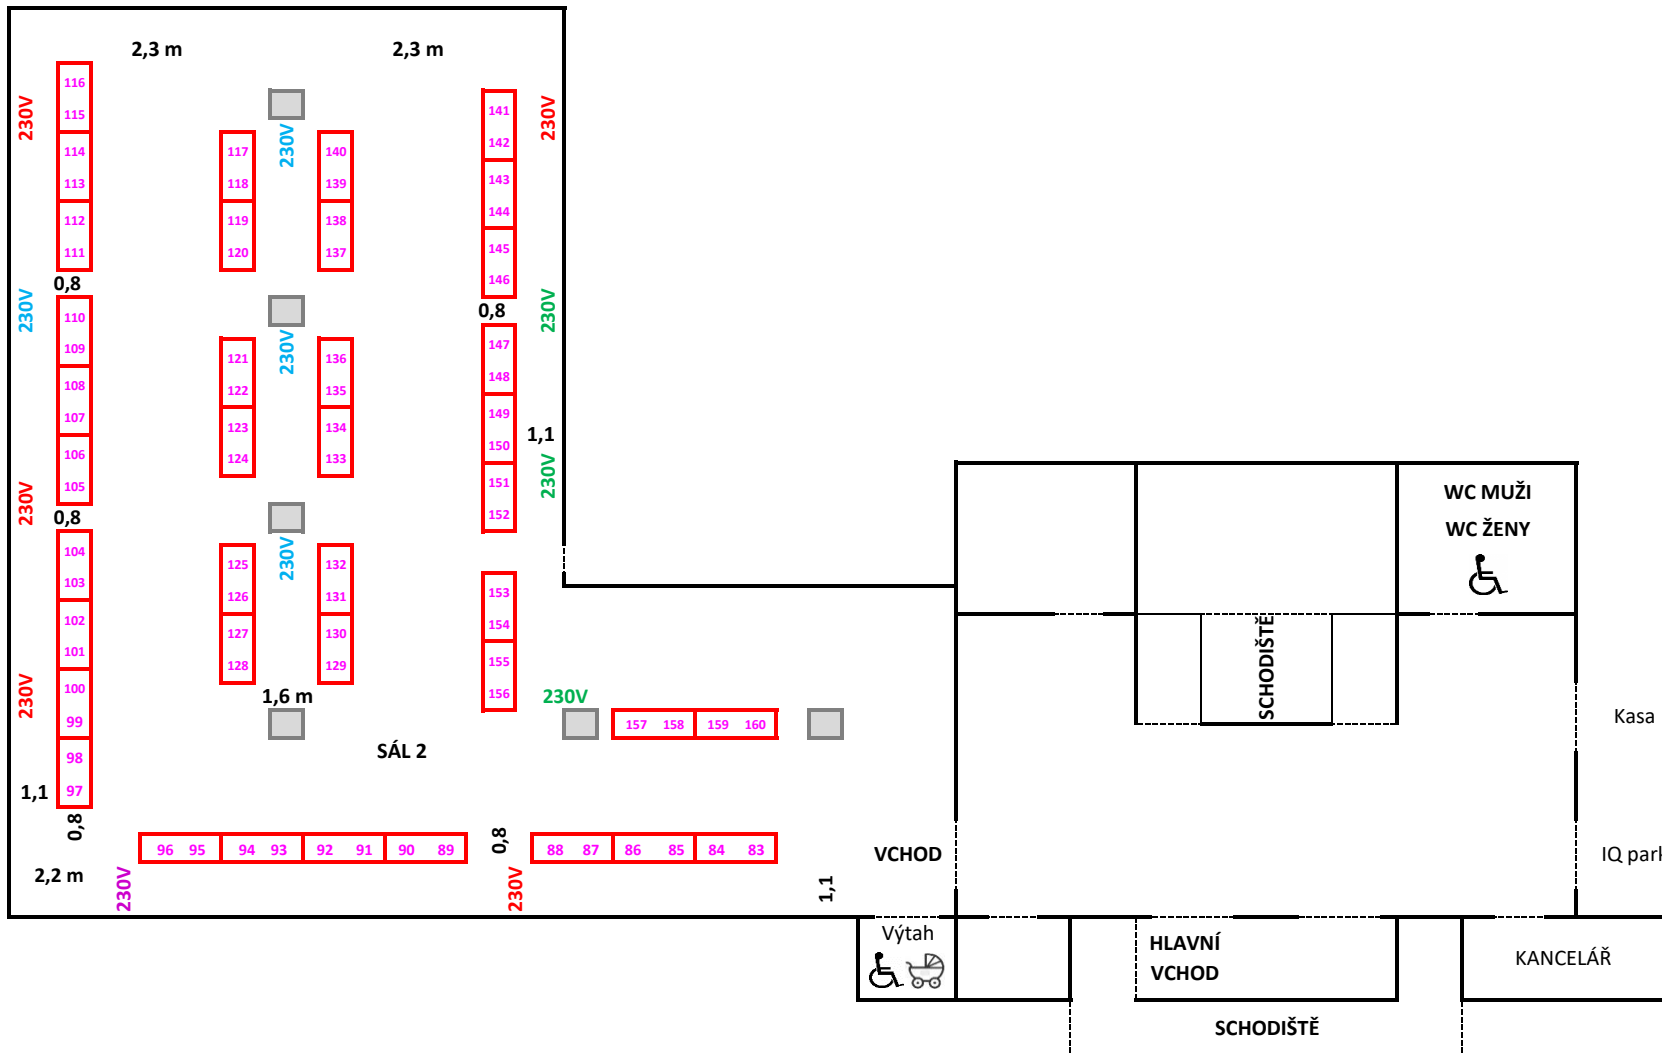 2,3 m
2,3 m
116
115
114
113
112
111
0,8
110
109
108
107
106
105
0,8
104
103
102
101
100
99
98
97
0,8
1,1
2,2 m
230V
230V
230V
230V
117
118
119
120
121
122
123
124
125
126
127
128
230V
230V
230V
1,6 m
140
139
138
137
136
135
134
133
132
131
130
129
141
142
143
144
145
146
0,8
147
148
149
150
151
152
153
154
155
156
230V
230V
1,1
230V
230V
157 158 159 160
SÁL 2
96 95 94 93 92 91 90 89
0,8
88 87 86 85 84 83
230V
230V
1,1
VCHOD
Výtah
WC MUŽI
WC ŽENY
SCHODIŠTĚ
Kasa
IQ park
HLAVNÍ
VCHOD
KANCELÁŘ
SCHODIŠTĚ